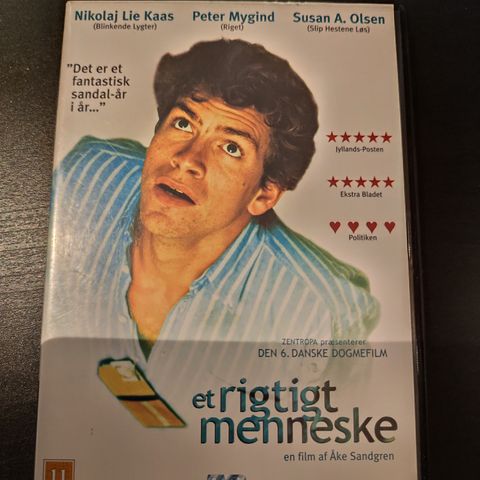 Nikolaj Lie Kaas Peter Mygind Susan A. Olsen
(Blinkende Lygter) (Riget) (Slip Hestene Løs)
"Det er et
fantastisk
sandal-år
i år..."
Jyllands-Posten
Ekstra Bladet
Politiken
ZENTROPA præsenterer
DEN 6. DANSKE DOGMEFILM
et rigtigt
menneske
en film af Åke Sandgren
11